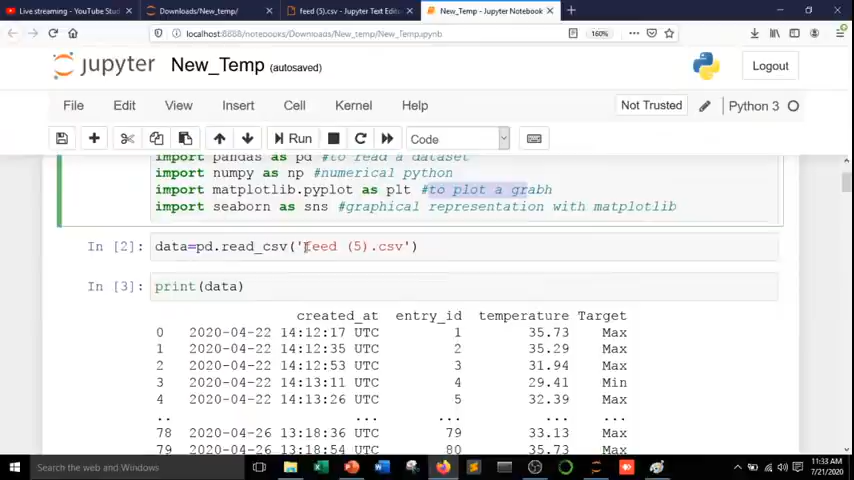 Live streaming - YouTube Stud
Downloads/New_temp/
feed (5).csv - Jupyter Text Editor
New_Temp - Jupyter Notebook
localhost:8888/notebooks/Downloads/New_temp/New_Temp.ipynb
160%
jupyter New_Temp (autosaved)
Logout
File Edit View Insert Cell Kernel Help
Not Trusted
Python 3
Run
Code
import pandas as pd #to read a dataset
import numpy as np #numerical python
import matplotlib.pyplot as plt #to plot a grabh
import seaborn as sns #graphical representation with matplotlib
In [2]: data=pd.read_csv('feed (5).csv')
In [3]: print(data)
created_at entry_id temperature Target
0 2020-04-22 14:12:17 UTC 1 35.73 Max
1 2020-04-22 14:12:35 UTC 2 35.29 Max
2 2020-04-22 14:12:53 UTC 3 31.94 Max
3 2020-04-22 14:13:11 UTC 4 29.41 Min
4 2020-04-22 14:13:26 UTC 5 32.39 Max
.. ... ... ... ...
78 2020-04-26 13:18:36 UTC 79 33.13 Max
79 2020-04-26 13:18:54 UTC 80 35.73 Max
Search the web and Windows
11:33 AM
7/21/2020